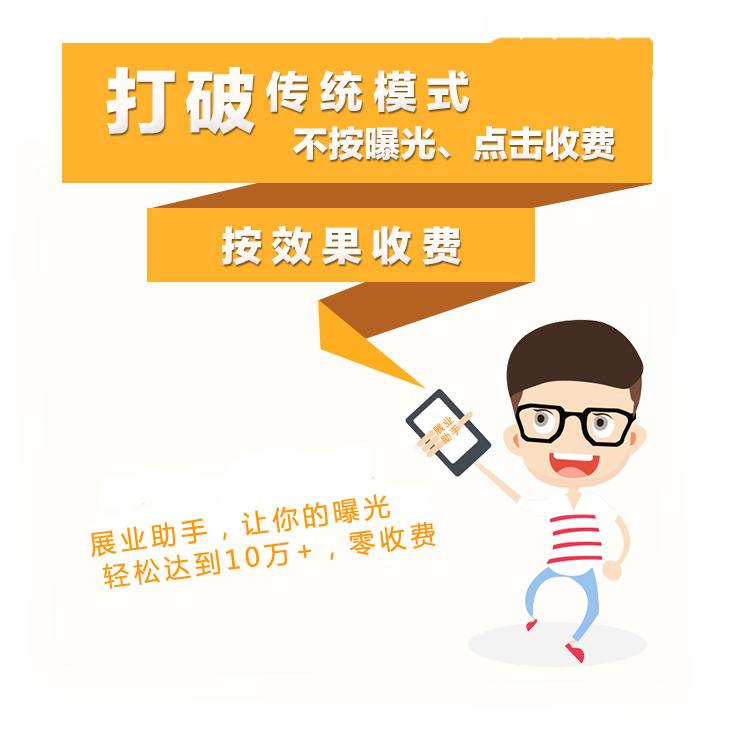 打破传统模式
不按曝光、点击收费
按效果收费
展业
助手
展业助手，让你的曝光
轻松达到10万+，零收费